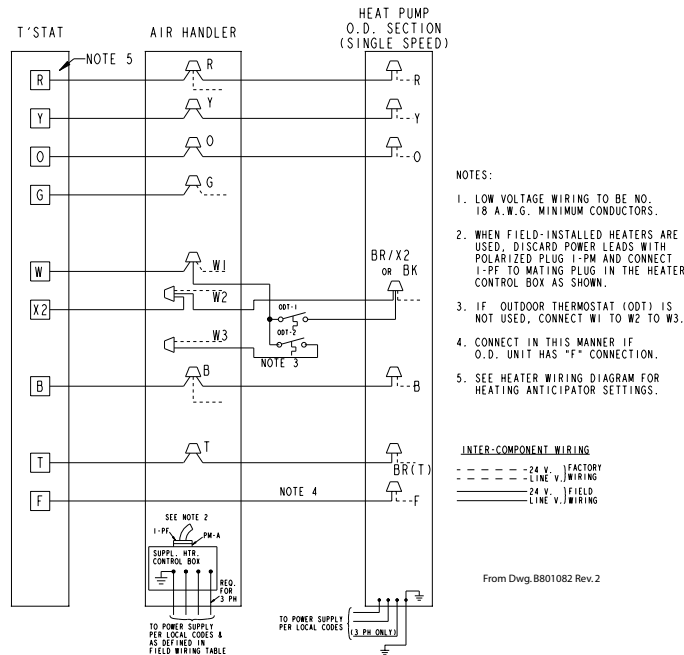 T'STAT
AIR HANDLER
HEAT PUMP
O.D. SECTION
(SINGLE SPEED)
NOTE 5
R
R
R
Y
Y
Y
O
O
O
G
G
W
W1
BR/X2
OR BK
X2
W2
ODT-1
W3
ODT-2
NOTE 3
B
B
B
T
T
BR(T)
F
NOTE 4
F
SEE NOTE 2
1-PF
PM-A
SUPPL. HTR.
CONTROL BOX
REQ.
FOR
3 PH
TO POWER SUPPLY
PER LOCAL CODES &
AS DEFINED IN
FIELD WIRING TABLE
TO POWER SUPPLY
PER LOCAL CODES
(3 PH ONLY)
NOTES:
1. LOW VOLTAGE WIRING TO BE NO.
18 A.W.G. MINIMUM CONDUCTORS.
2. WHEN FIELD-INSTALLED HEATERS ARE
USED, DISCARD POWER LEADS WITH
POLARIZED PLUG 1-PM AND CONNECT
1-PF TO MATING PLUG IN THE HEATER
CONTROL BOX AS SHOWN.
3. IF OUTDOOR THERMOSTAT (ODT) IS
NOT USED, CONNECT W1 TO W2 TO W3.
4. CONNECT IN THIS MANNER IF
O.D. UNIT HAS "F" CONNECTION.
5. SEE HEATER WIRING DIAGRAM FOR
HEATING ANTICIPATOR SETTINGS.
INTER-COMPONENT WIRING
24 V. ) FACTORY
LINE V. ) WIRING
24 V. ) FIELD
LINE V. ) WIRING
From Dwg. B801082 Rev. 2